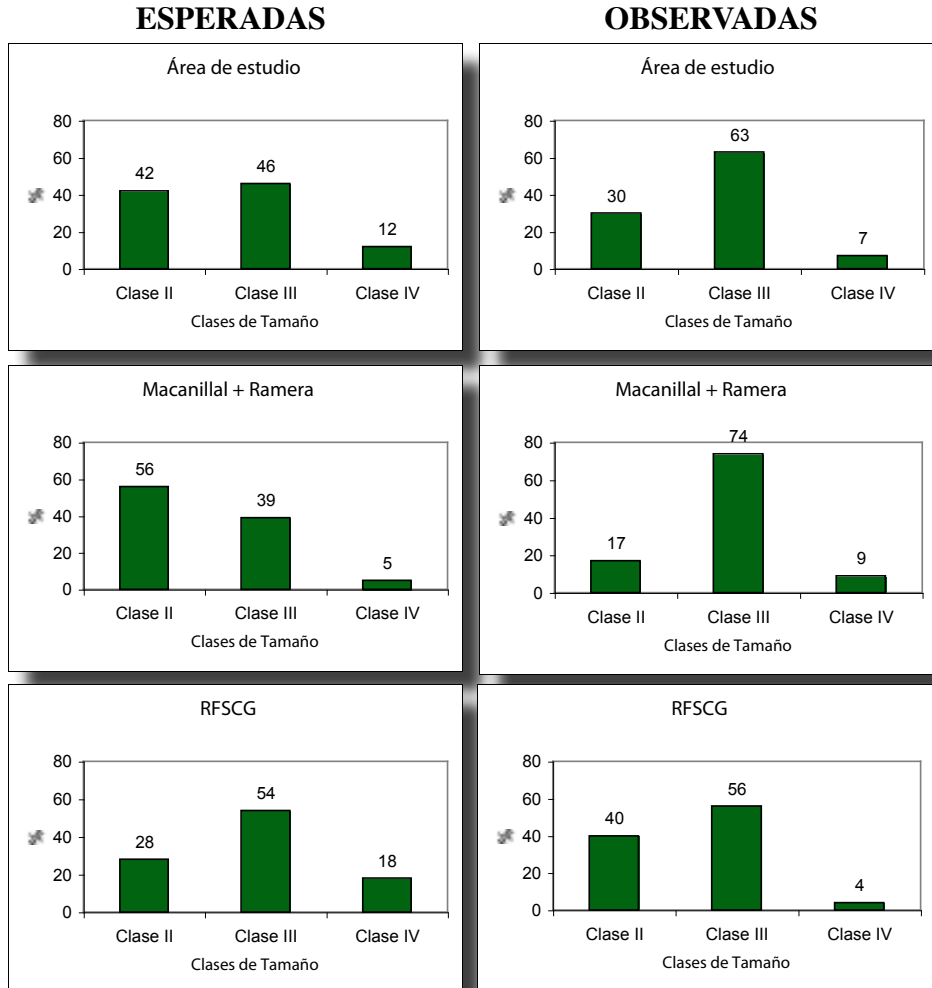 ESPERADAS
OBSERVADAS
Área de estudio
80
60
40
20
0
42
46
12
Clase II
Clase III
Clase IV
Clases de Tamaño
Área de estudio
80
60
40
20
0
30
63
7
Clase II
Clase III
Clase IV
Clases de Tamaño
Macanillal + Ramera
80
60
40
20
0
56
39
5
Clase II
Clase III
Clase IV
Clases de Tamaño
Macanillal + Ramera
80
60
40
20
0
17
74
9
Clase II
Clase III
Clase IV
Clases de Tamaño
RFSCG
80
60
40
20
0
28
54
18
Clase II
Clase III
Clase IV
Clases de Tamaño
RFSCG
80
60
40
20
0
40
56
4
Clase II
Clase III
Clase IV
Clases de Tamaño